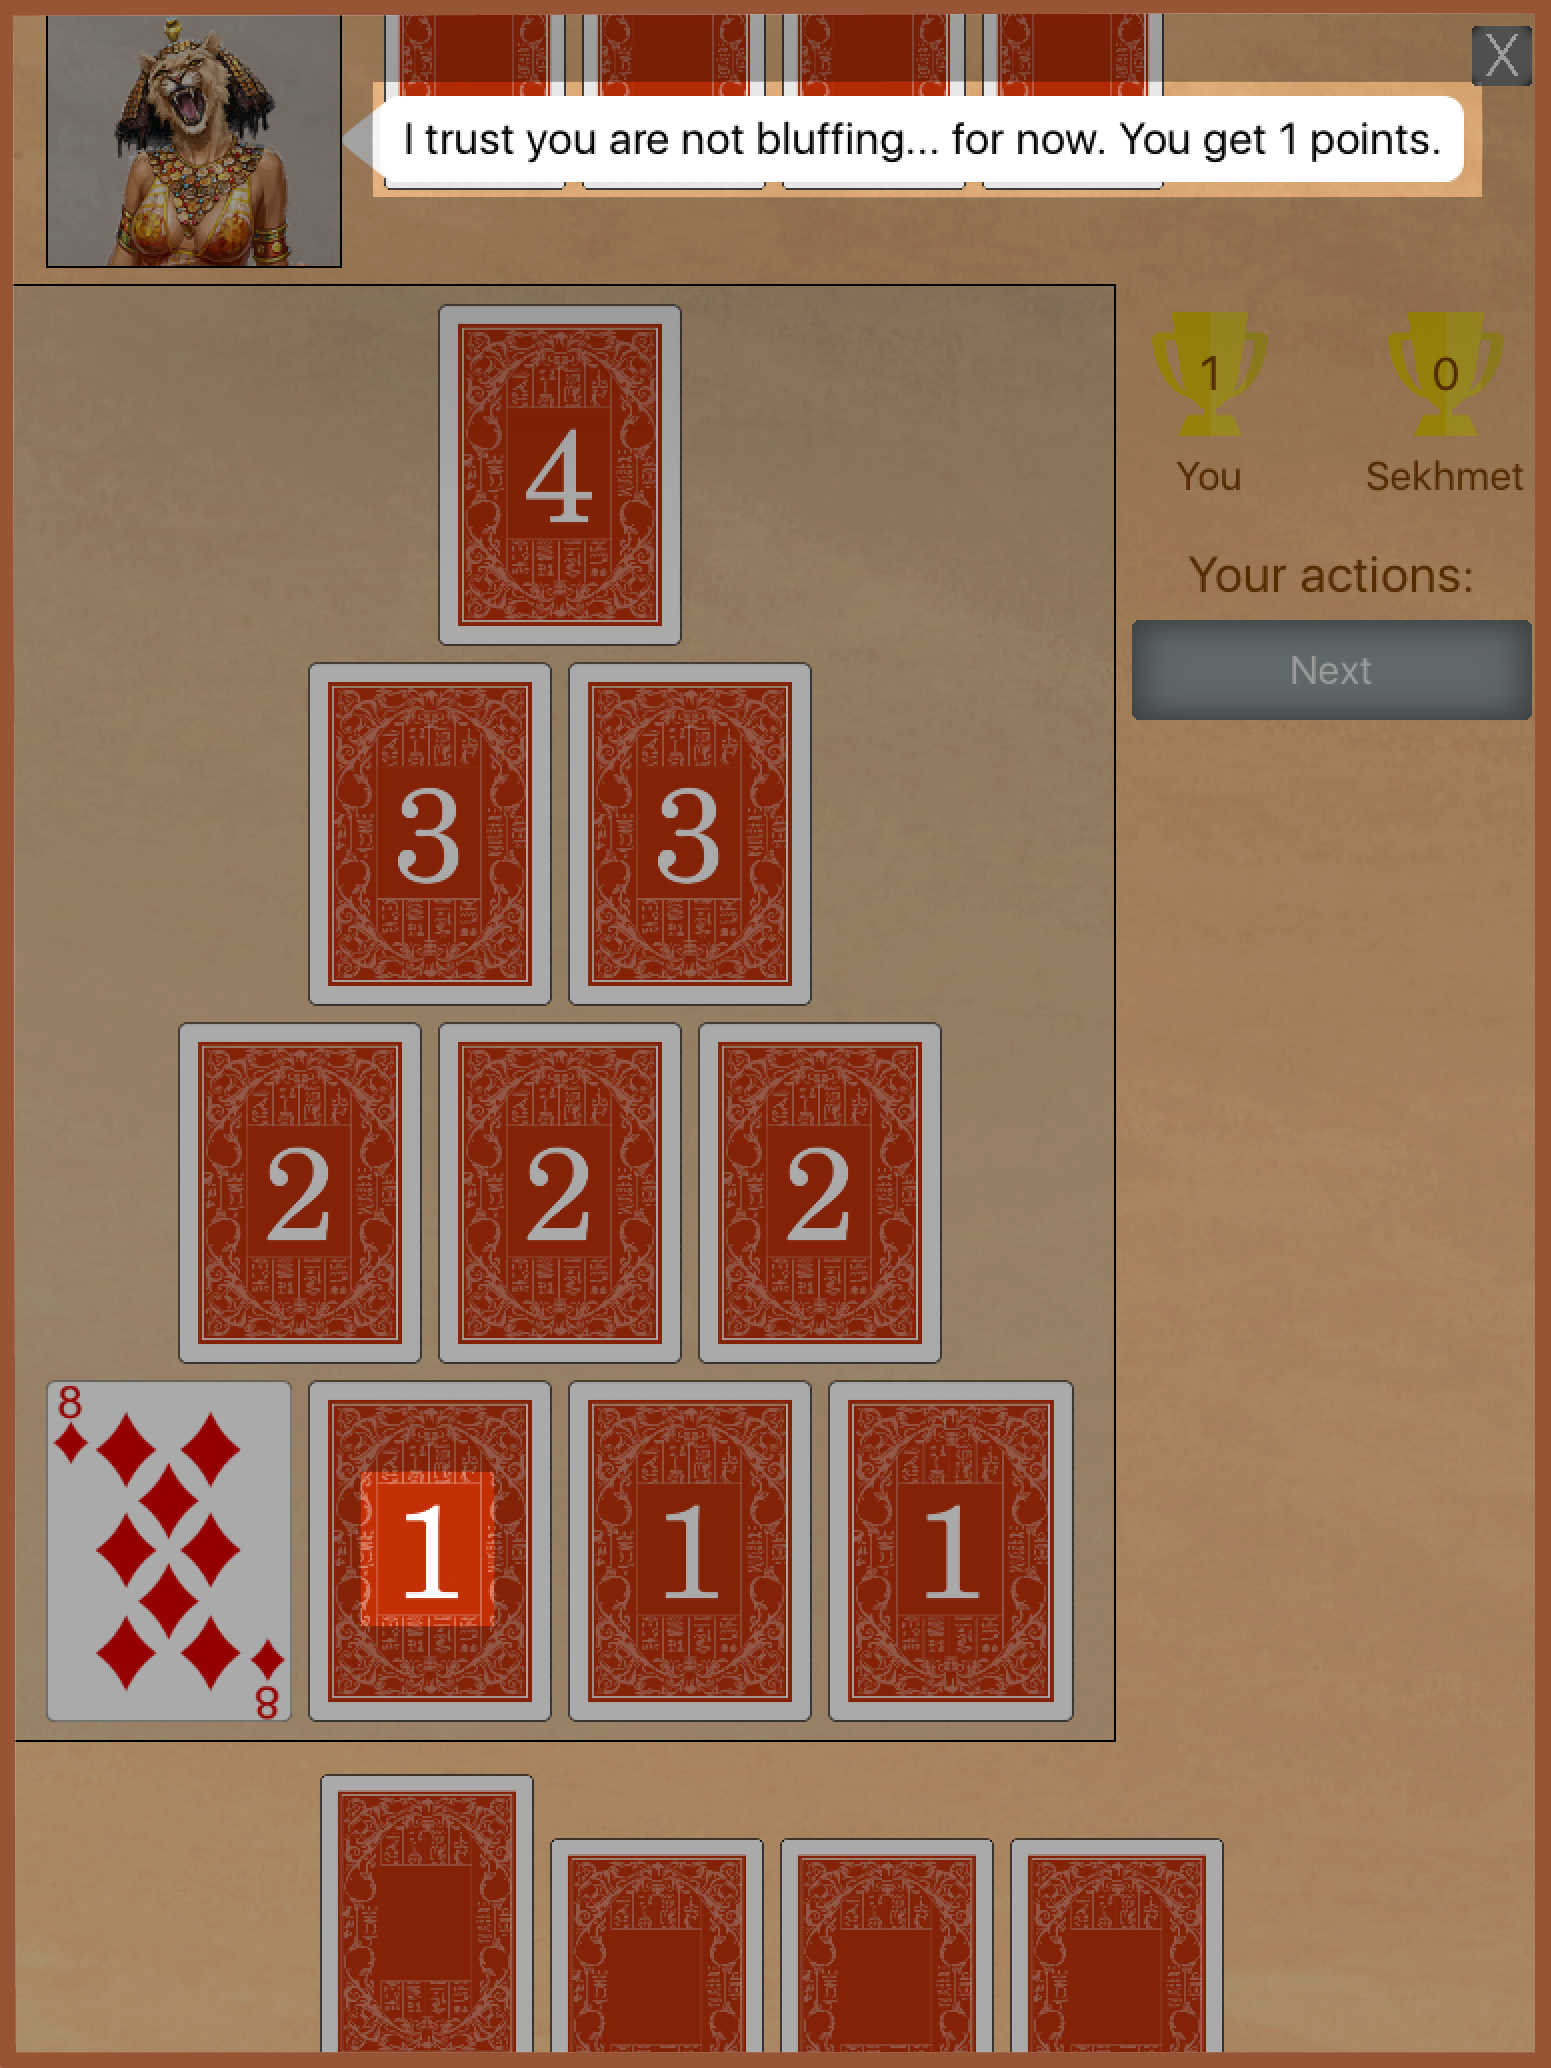 X
I trust you are not bluffing... for now. You get 1 points.
4
1
0
You
Sekhmet
Your actions:
Next
3 3
2 2 2
8
1 1 1
8